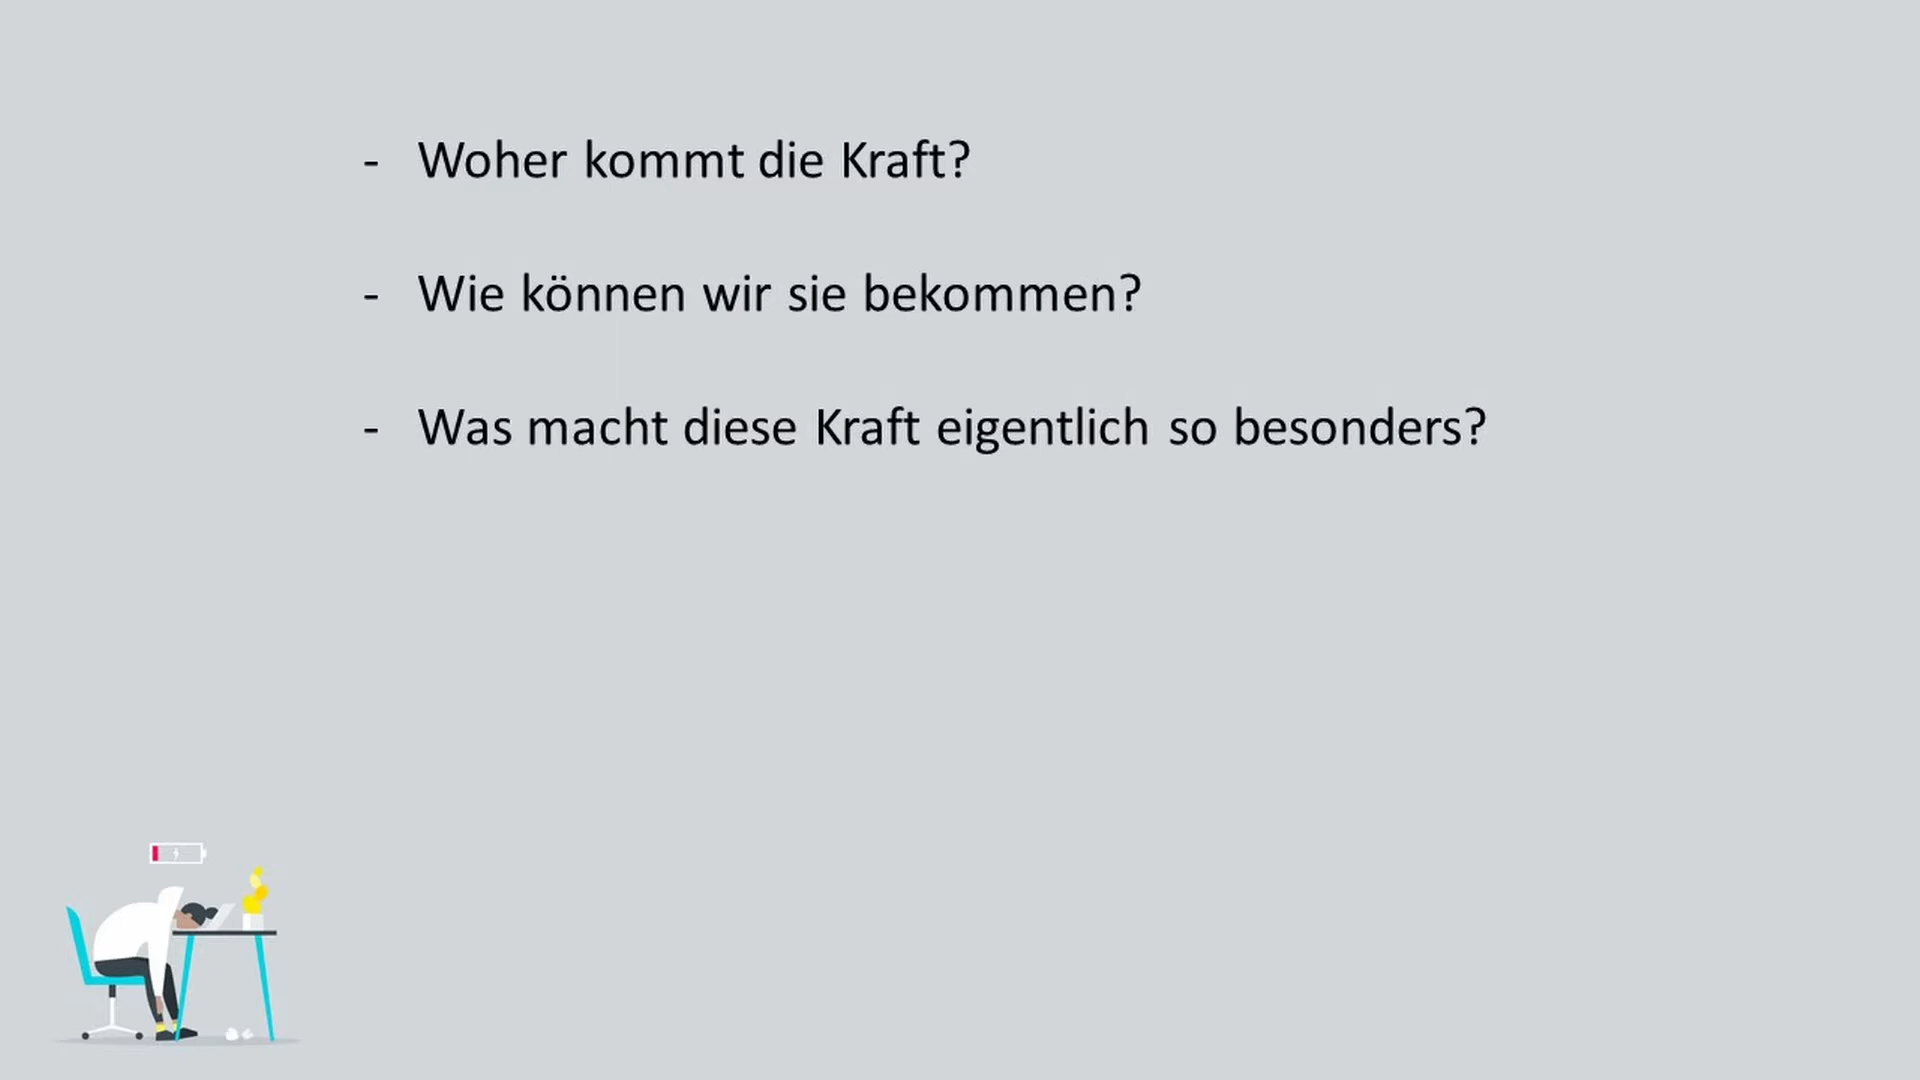 - Woher kommt die Kraft?
- Wie können wir sie bekommen?
- Was macht diese Kraft eigentlich so besonders?